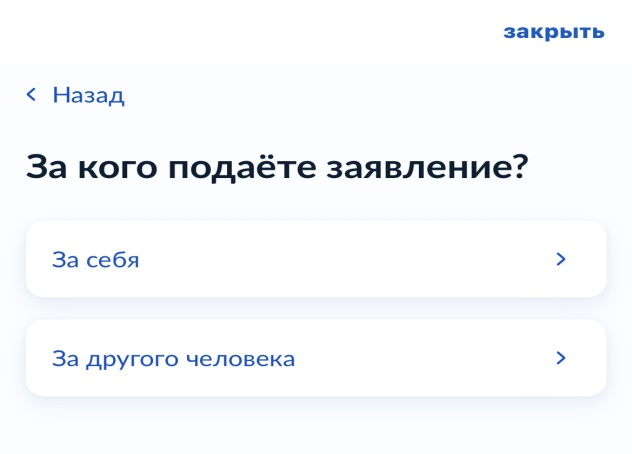 закрыть
Назад
За кого подаёте заявление?
За себя
За другого человека